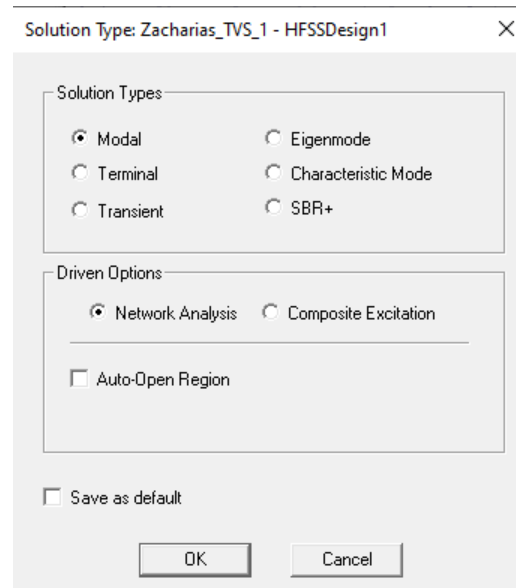 Solution Type: Zacharias_TVS_1 - HFSSDesign1
Solution Types
Modal
Eigenmode
Terminal
Characteristic Mode
Transient
SBR+
Driven Options
Network Analysis
Composite Excitation
Auto-Open Region
Save as default
OK
Cancel